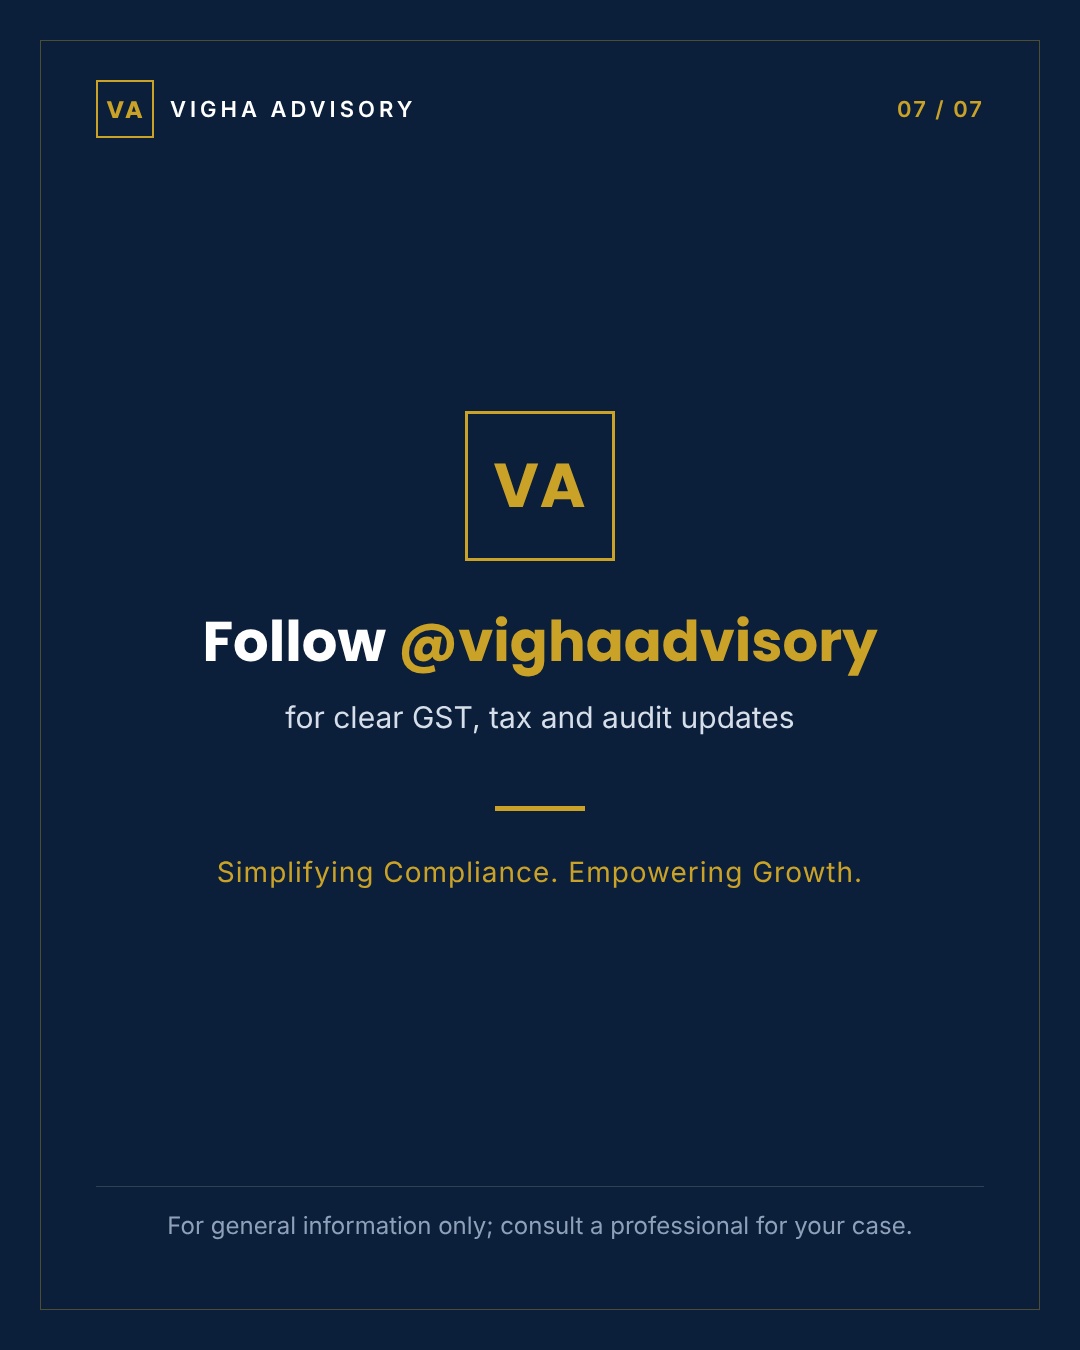 VA VIGHA ADVISORY 07 / 07
VA
Follow @vighaadvisory
for clear GST, tax and audit updates
Simplifying Compliance. Empowering Growth.
For general information only; consult a professional for your case.